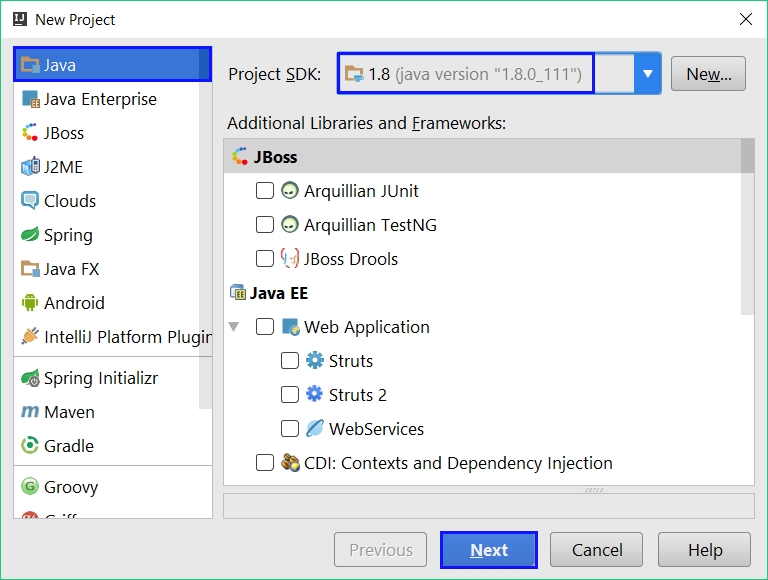 New Project
Java
Java Enterprise
JBoss
J2ME
Clouds
Spring
Java FX
Android
IntelliJ Platform Plugin
Spring Initializr
Maven
Gradle
Groovy
Project SDK:
1.8 (java version "1.8.0_111")
New...
Additional Libraries and Frameworks:
JBoss
Arquillian JUnit
Arquillian TestNG
JBoss Drools
Java EE
Web Application
Struts
Struts 2
WebServices
CDI: Contexts and Dependency Injection
Previous
Next
Cancel
Help